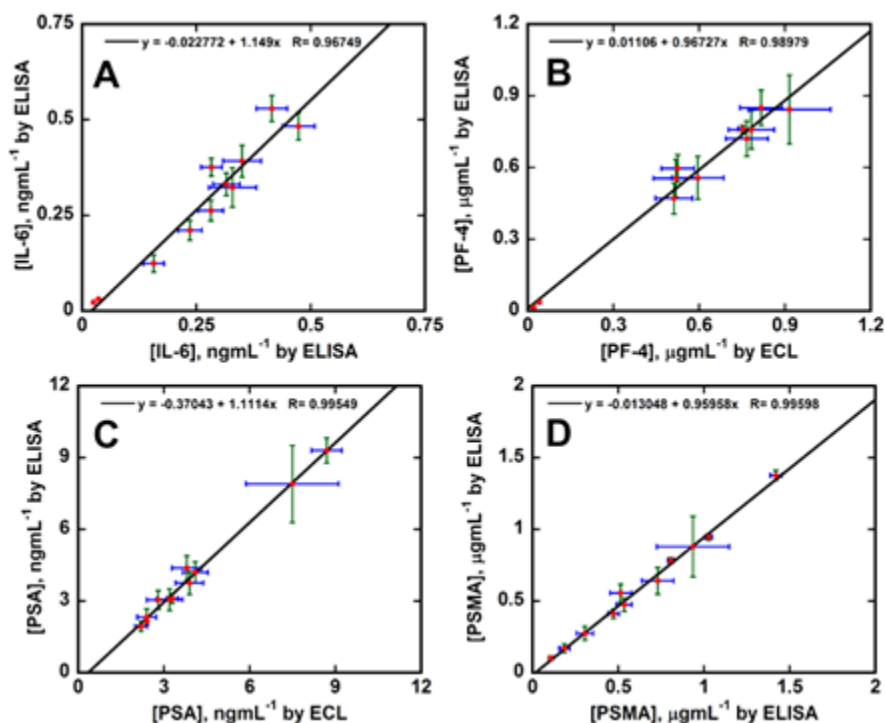 A
y = -0.022772 + 1.149x R= 0.96749
0.75
0.5
0.25
0
[IL-6], ngmL⁻¹ by ELISA
0 0.25 0.5 0.75
[IL-6], ngmL⁻¹ by ELISA
B
y = 0.01106 + 0.96727x R= 0.98979
1.2
0.9
0.6
0.3
0
[PF-4], µgmL⁻¹ by ELISA
0 0.3 0.6 0.9 1.2
[PF-4], µgmL⁻¹ by ECL
C
y = -0.37043 + 1.1114x R= 0.99549
12
9
6
3
0
[PSA], ngmL⁻¹ by ELISA
0 3 6 9 12
[PSA], ngmL⁻¹ by ECL
D
y = -0.013048 + 0.95958x R= 0.99598
2
1.5
1
0.5
0
[PSMA], µgmL⁻¹ by ELISA
0 0.5 1 1.5 2
[PSMA], µgmL⁻¹ by ELISA